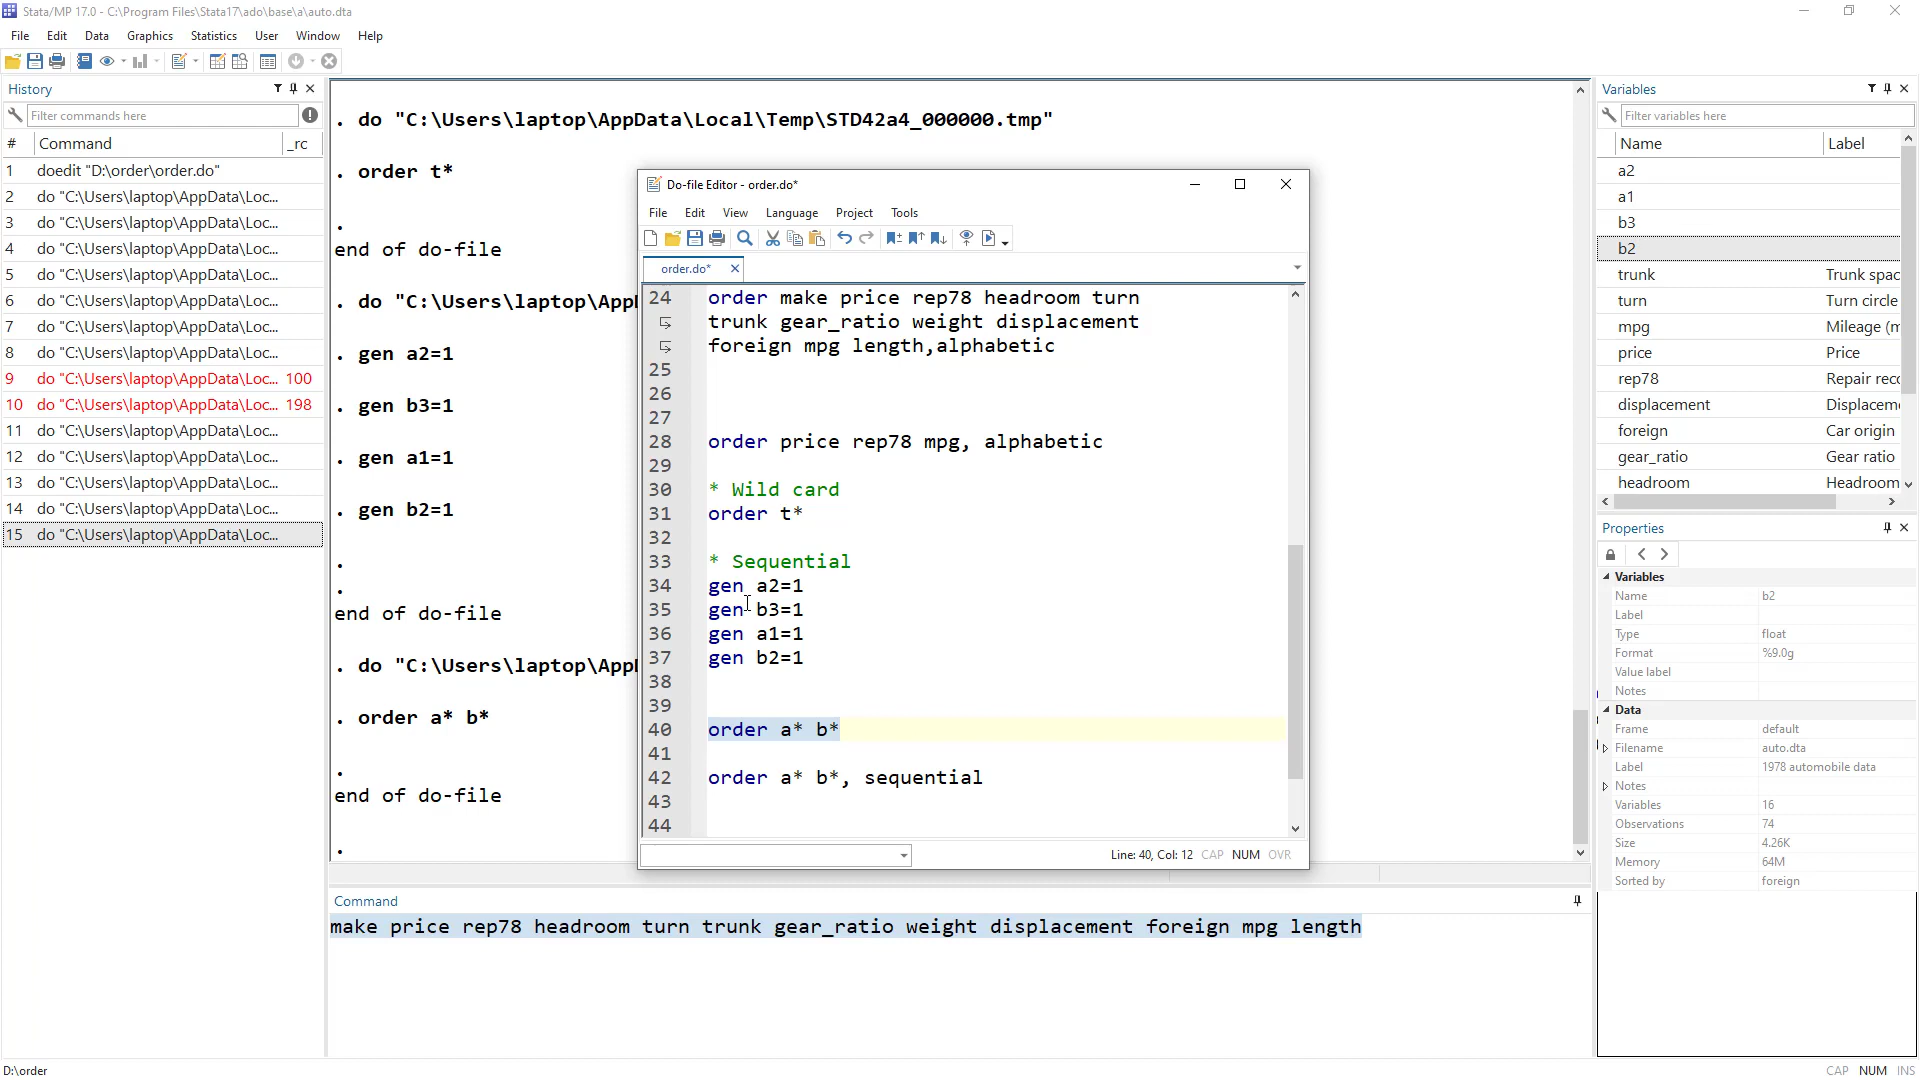 Stata/MP 17.0 - C:\Program Files\Stata17\ado\base\a\auto.dta
File Edit Data Graphics Statistics User Window Help
History
Filter commands here
# Command _rc
1 doedit "D:\order\order.do"
2 do "C:\Users\laptop\AppData\Loc...
3 do "C:\Users\laptop\AppData\Loc...
4 do "C:\Users\laptop\AppData\Loc...
5 do "C:\Users\laptop\AppData\Loc...
6 do "C:\Users\laptop\AppData\Loc...
7 do "C:\Users\laptop\AppData\Loc...
8 do "C:\Users\laptop\AppData\Loc...
9 do "C:\Users\laptop\AppData\Loc... 100
10 do "C:\Users\laptop\AppData\Loc... 198
11 do "C:\Users\laptop\AppData\Loc...
12 do "C:\Users\laptop\AppData\Loc...
13 do "C:\Users\laptop\AppData\Loc...
14 do "C:\Users\laptop\AppData\Loc...
15 do "C:\Users\laptop\AppData\Loc...
. do "C:\Users\laptop\AppData\Local\Temp\STD42a4_000000.tmp"
. order t*
.
end of do-file
. do "C:\Users\laptop\App
. gen a2=1
. gen b3=1
. gen a1=1
. gen b2=1
.
.
end of do-file
. do "C:\Users\laptop\App
. order a* b*
.
end of do-file
.
Do-file Editor - order.do*
File Edit View Language Project Tools
order.do*
24 order make price rep78 headroom turn
trunk gear_ratio weight displacement
foreign mpg length,alphabetic
25
26
27
28 order price rep78 mpg, alphabetic
29
30 * Wild card
31 order t*
32
33 * Sequential
34 gen a2=1
35 gen b3=1
36 gen a1=1
37 gen b2=1
38
39
40 order a* b*
41
42 order a* b*, sequential
43
44
Line: 40, Col: 12 CAP NUM OVR
Command
make price rep78 headroom turn trunk gear_ratio weight displacement foreign mpg length
Variables
Filter variables here
Name Label
a2
a1
b3
b2
trunk Trunk spac
turn Turn circle
mpg Mileage (m
price Price
rep78 Repair reco
displacement Displaceme
foreign Car origin
gear_ratio Gear ratio
headroom Headroom
Properties
Variables
Name b2
Label
Type float
Format %9.0g
Value label
Notes
Data
Frame default
Filename auto.dta
Label 1978 automobile data
Notes
Variables 16
Observations 74
Size 4.26K
Memory 64M
Sorted by foreign
D:\order
CAP NUM INS